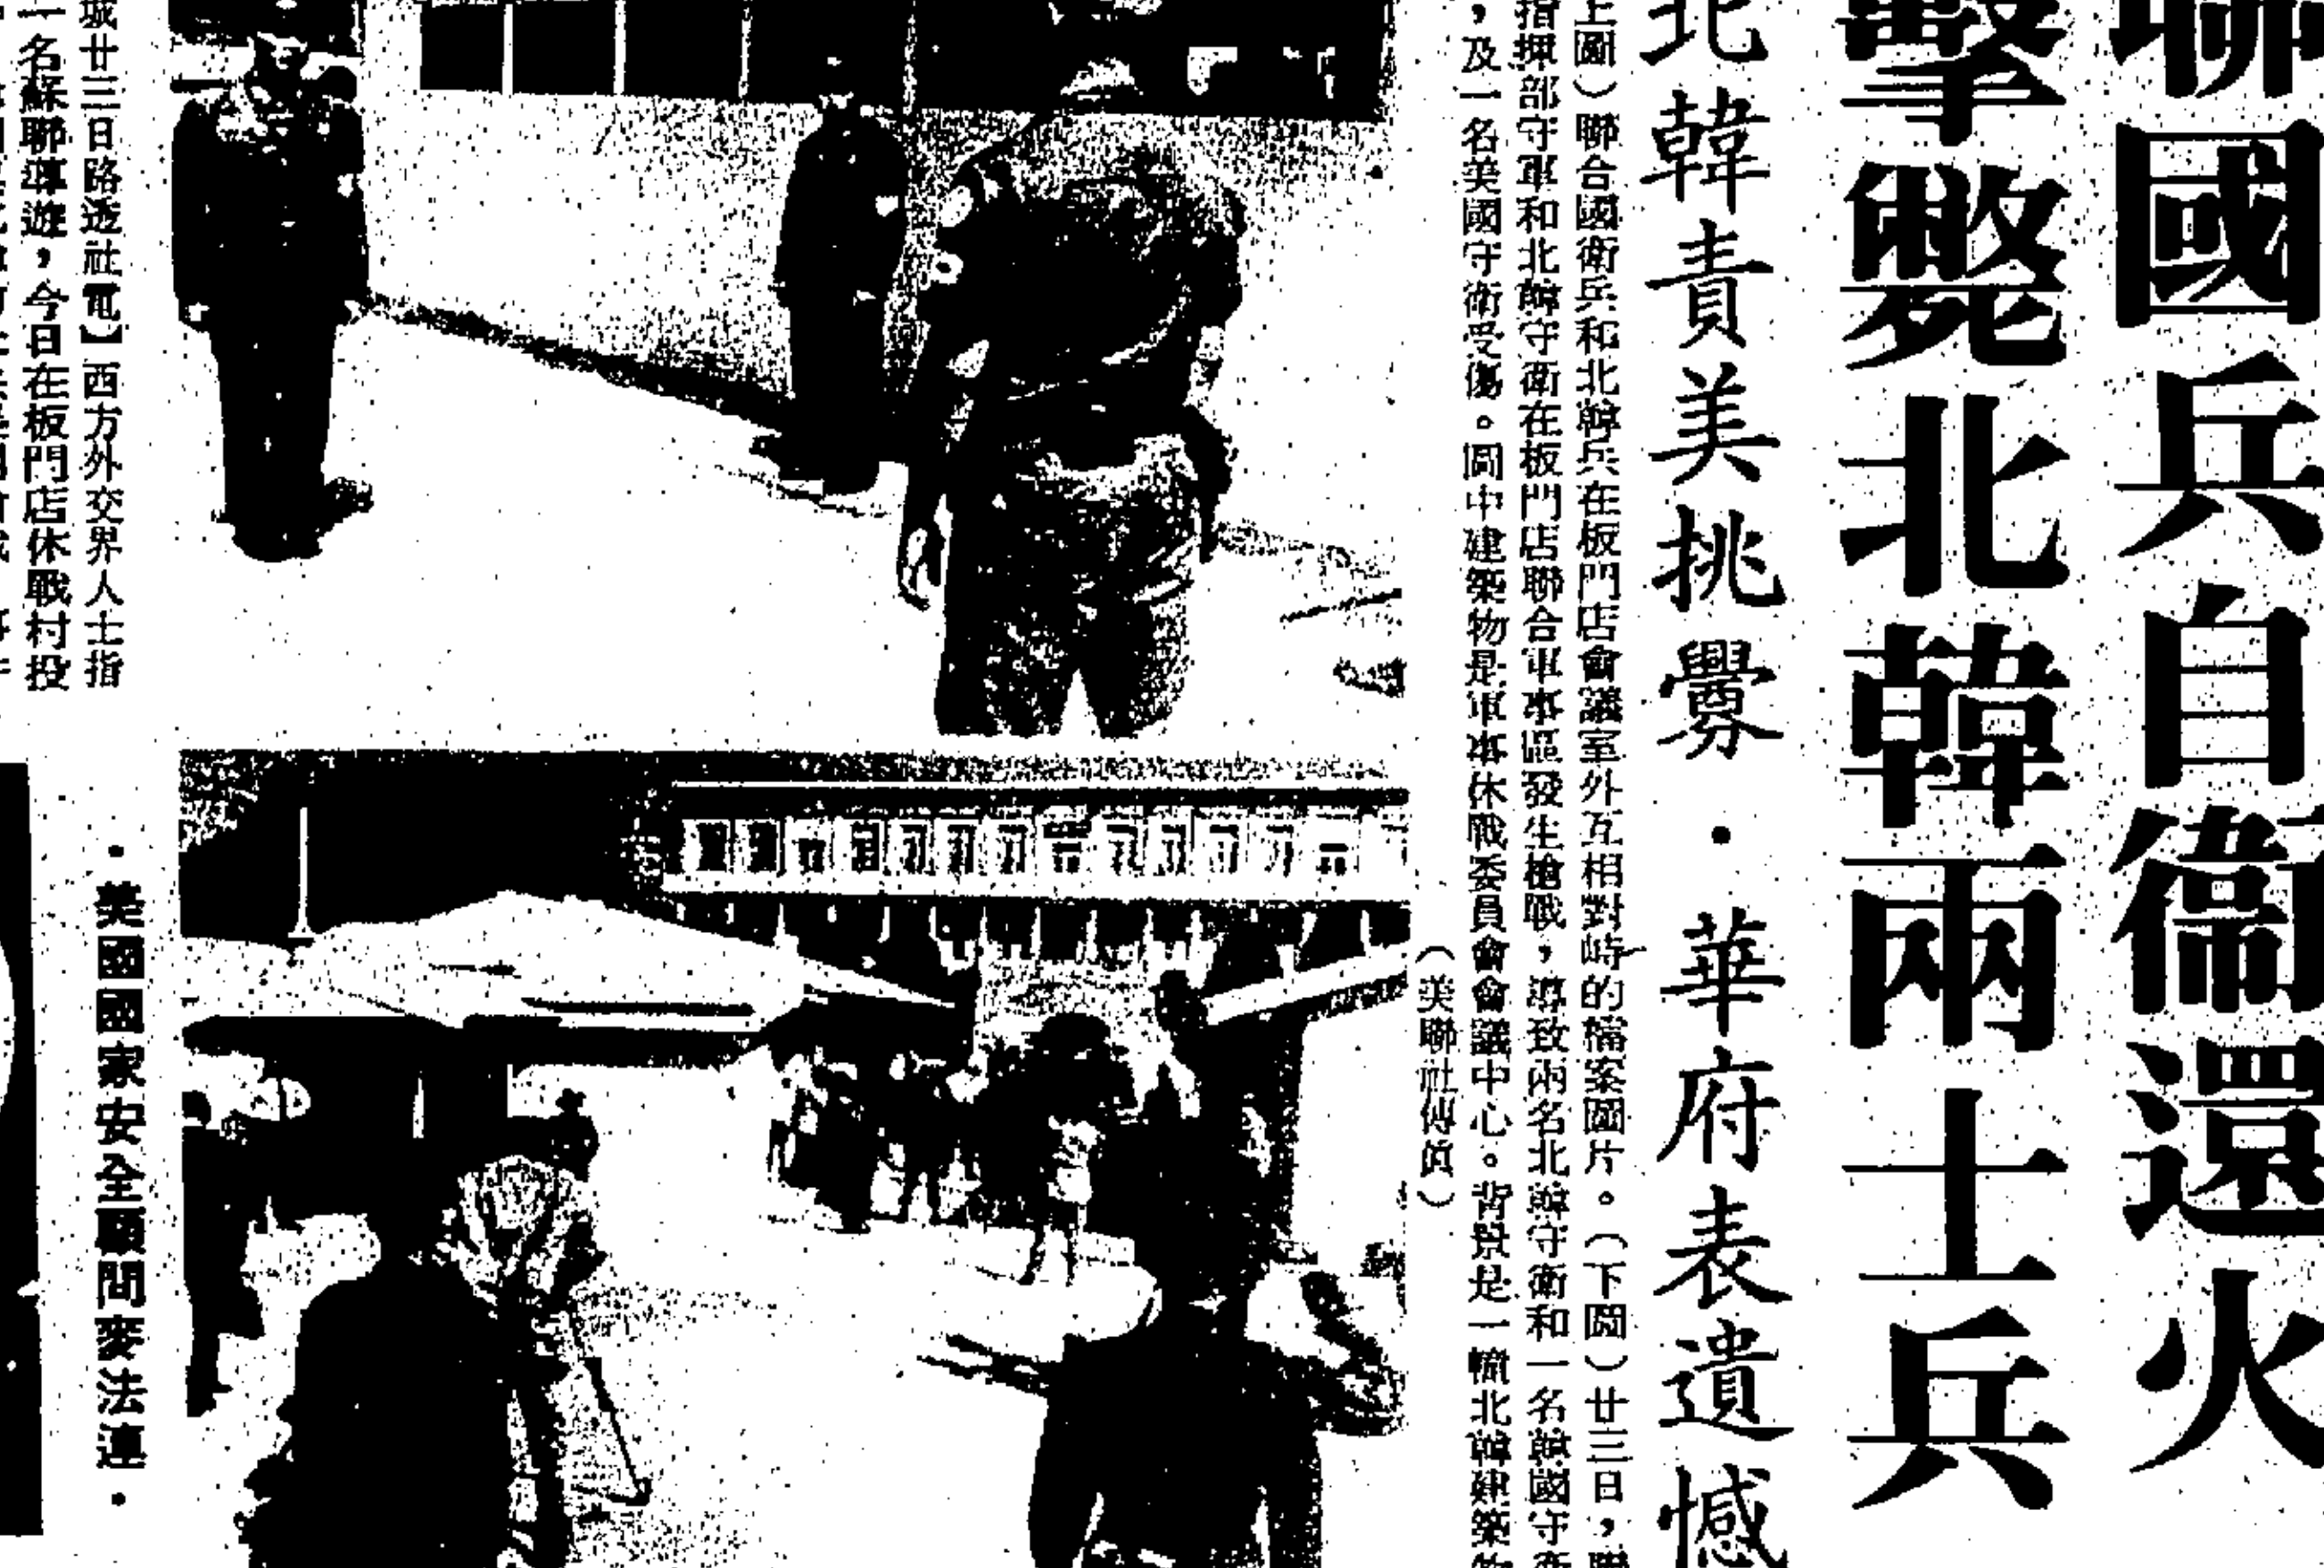 聯國兵自衞還火
擊斃北韓兩士兵
北韓責美挑釁・華府表遺憾
上圖）聯合國衛兵和北韓兵在板門店會議室外互相對峙的檔案圖片。（下圖）廿三日，聯
指揮部守軍和北韓守衛在板門店聯合軍事區發生槍戰，導致兩名北韓守衛和一名韓國守
，及一名美國守衛受傷。圖中建築物是軍事休戰委員會會議中心。背景是一幢北韓建築
（美聯社傳真）
城廿三日路透社電】西方外交界人士指
一名蘇聯導遊，今日在板門店休戰村投
・美國國家安全顧問麥法連・